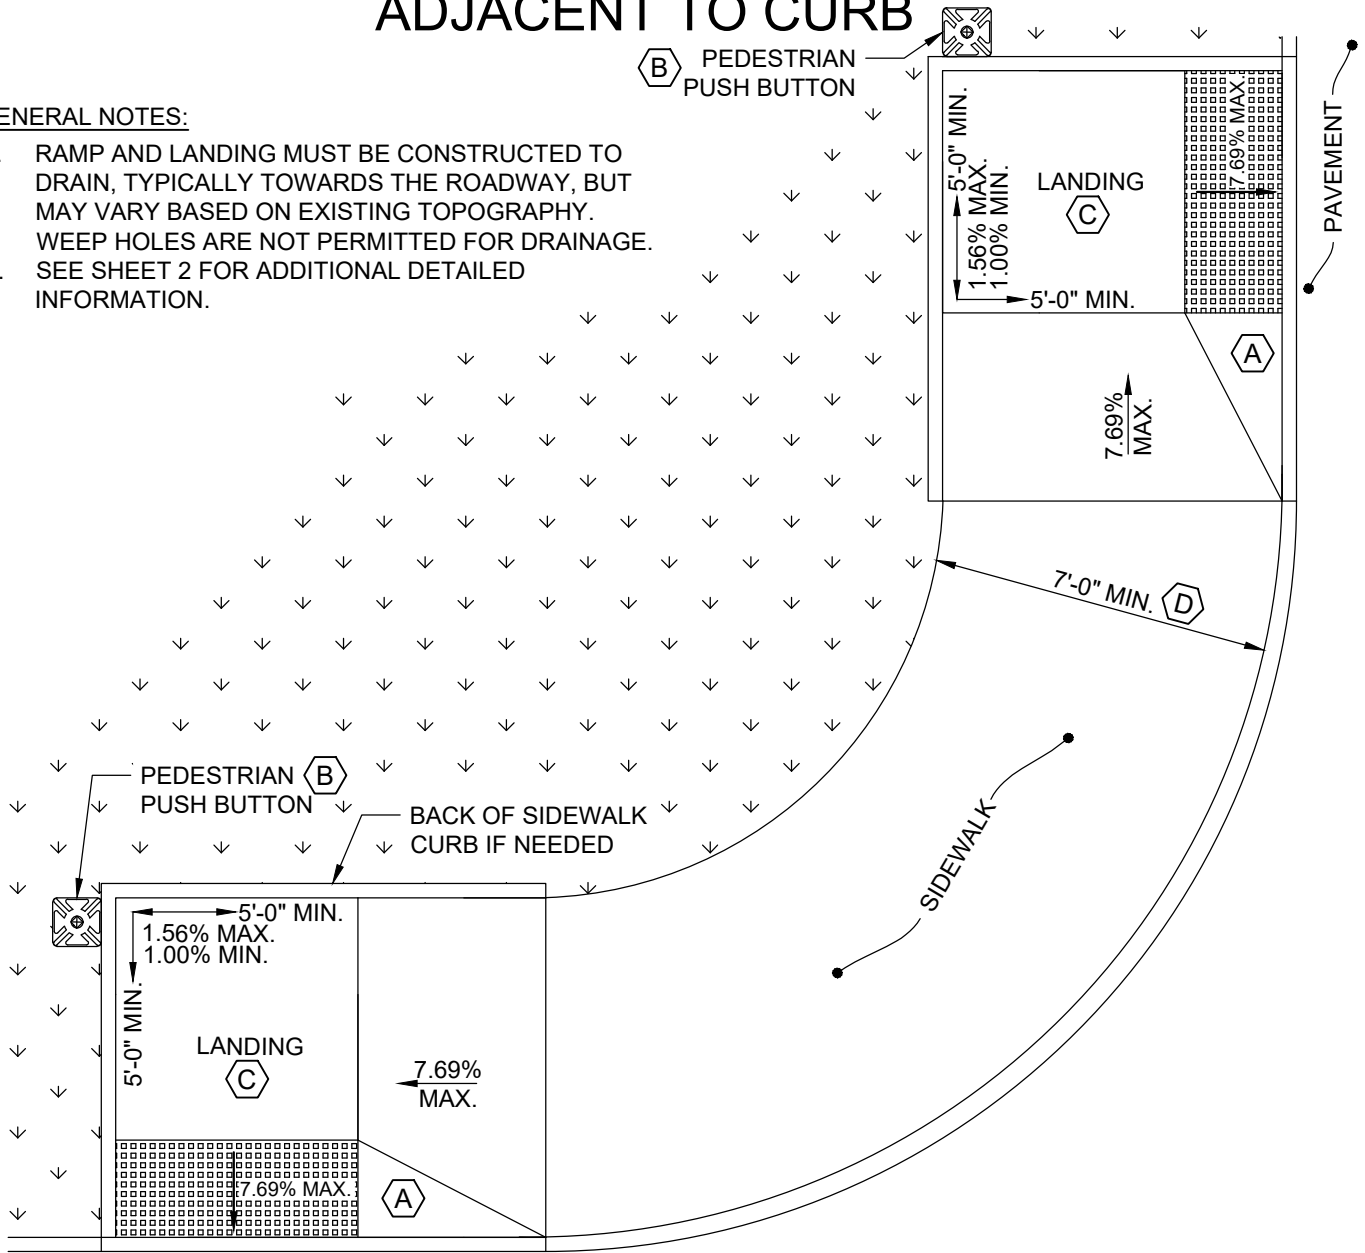 ADJACENT TO CURB
B PEDESTRIAN
PUSH BUTTON
ENERAL NOTES:
. RAMP AND LANDING MUST BE CONSTRUCTED TO
DRAIN, TYPICALLY TOWARDS THE ROADWAY, BUT
MAY VARY BASED ON EXISTING TOPOGRAPHY.
WEEP HOLES ARE NOT PERMITTED FOR DRAINAGE.
. SEE SHEET 2 FOR ADDITIONAL DETAILED
INFORMATION.
5'-0" MIN.
1.56% MAX.
1.00% MIN.
LANDING
C
5'-0" MIN.
7.69% MAX.
PAVEMENT
A
7.69%
MAX.
7'-0" MIN. D
PEDESTRIAN B
PUSH BUTTON
BACK OF SIDEWALK
CURB IF NEEDED
SIDEWALK
5'-0" MIN.
1.56% MAX.
1.00% MIN.
5'-0" MIN.
LANDING
C
7.69%
MAX.
7.69% MAX.
A